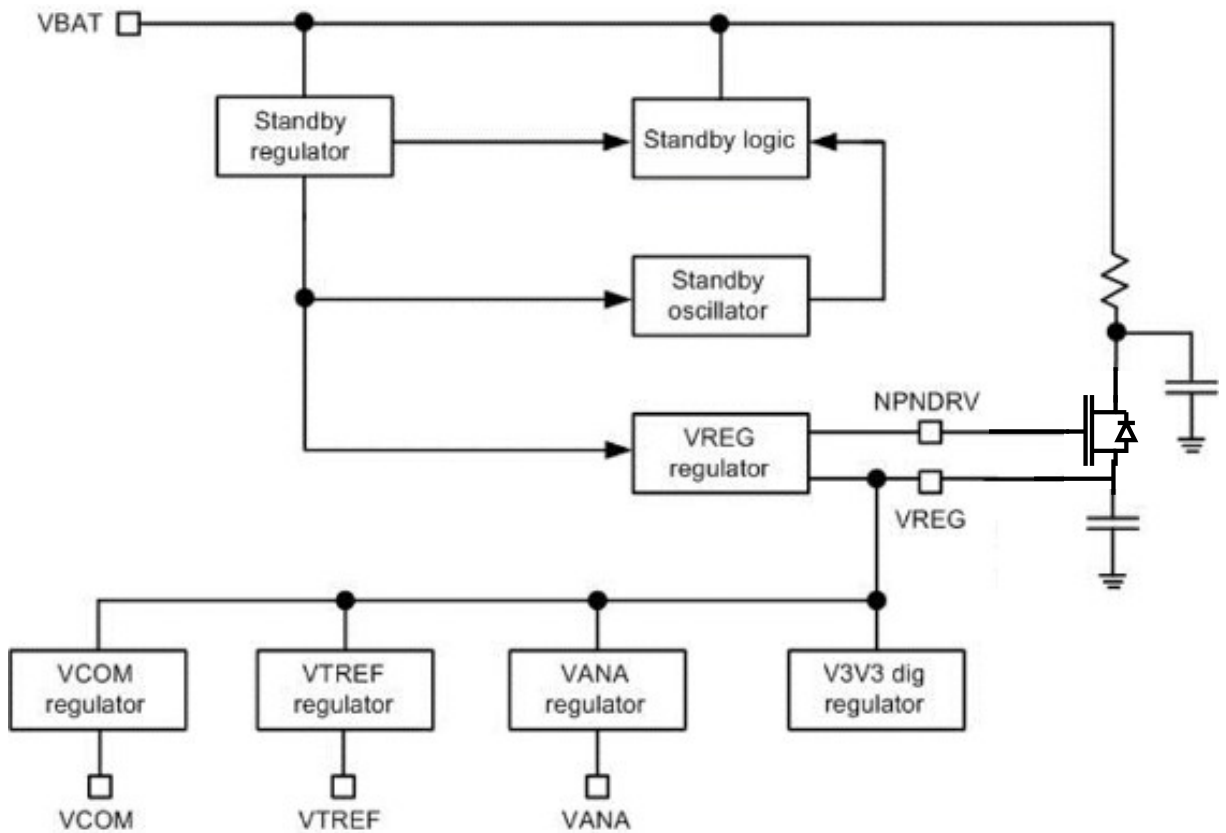 VBAT
Standby
regulator
Standby logic
Standby
oscillator
NPNDRV
VREG
regulator
VREG
VCOM
regulator
VTREF
regulator
VANA
regulator
V3V3 dig
regulator
VCOM
VTREF
VANA